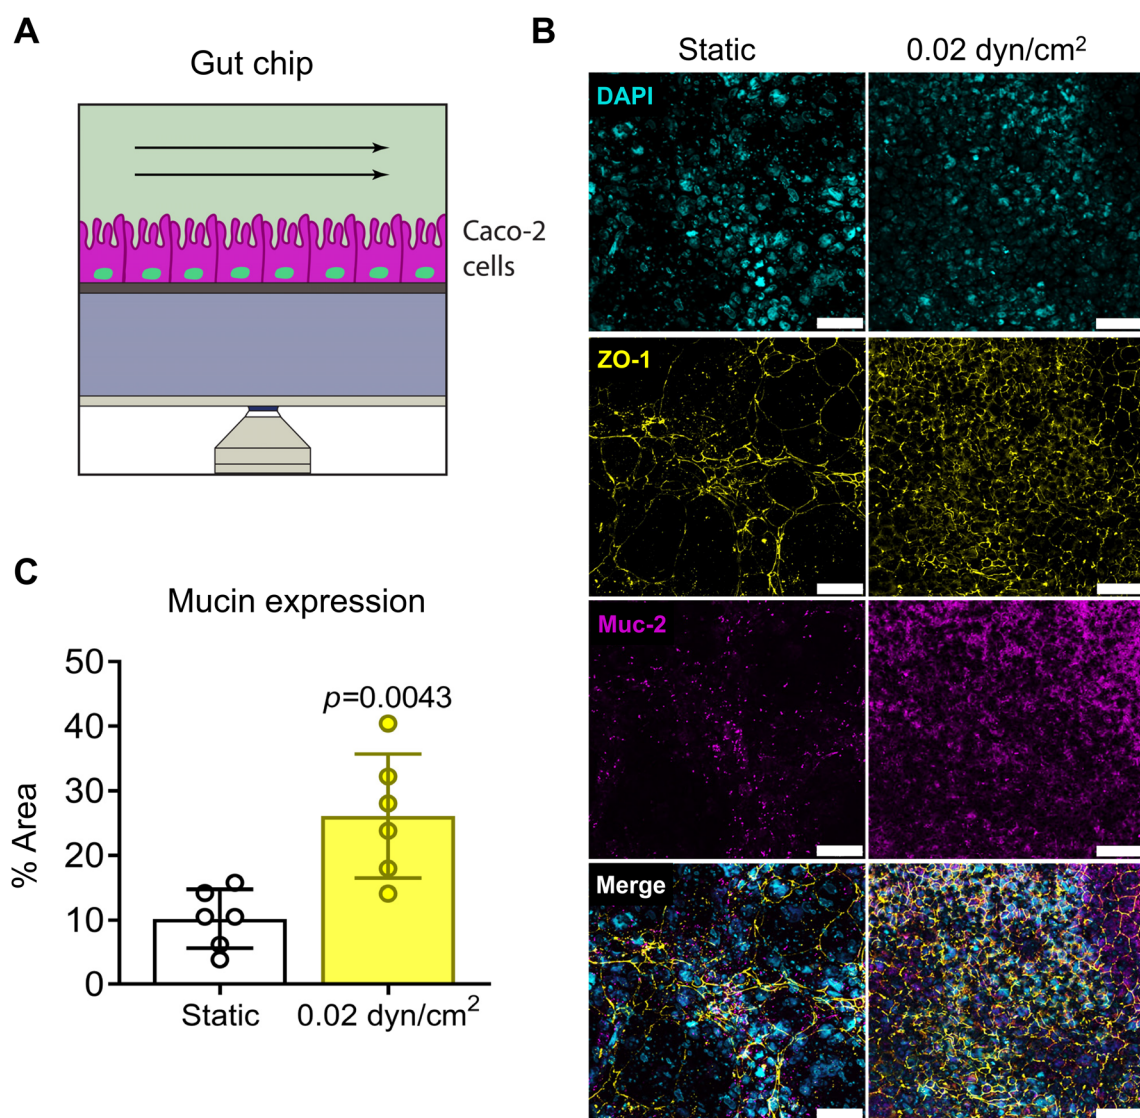 A
Gut chip
Caco-2
cells
B
Static
0.02 dyn/cm²
DAPI
ZO-1
Muc-2
Merge
C
Mucin expression
p=0.0043
% Area
50
40
30
20
10
0
Static
0.02 dyn/cm²